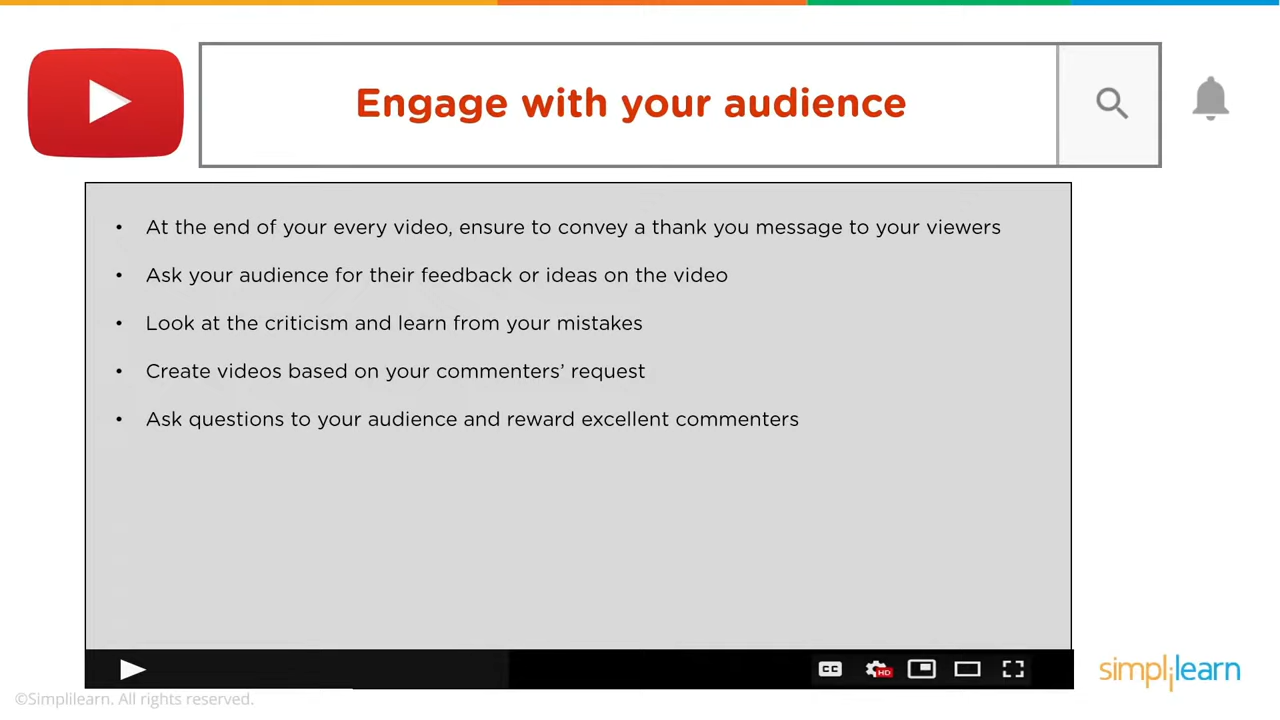 Engage with your audience
• At the end of your every video, ensure to convey a thank you message to your viewers
• Ask your audience for their feedback or ideas on the video
• Look at the criticism and learn from your mistakes
• Create videos based on your commenters’ request
• Ask questions to your audience and reward excellent commenters
CC HD
simplilearn
©Simplilearn. All rights reserved.